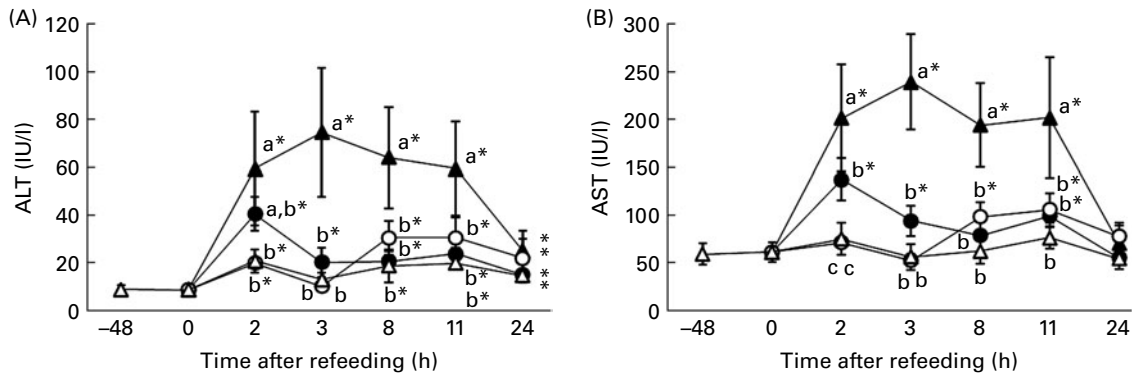 (A)
120
100
80
60
40
20
0
ALT (IU/l)
a*
a*
a*
a*
a,b*
b*
b*
b*
b*
b*
b*
b
b
b*
b*
b*
*
*
*
*
–48
0
2
3
8
11
24
Time after refeeding (h)
(B)
300
250
200
150
100
50
0
AST (IU/l)
a*
a*
a*
a*
b*
b*
b*
b*
b*
b
c c
b b
b
b
–48
0
2
3
8
11
24
Time after refeeding (h)